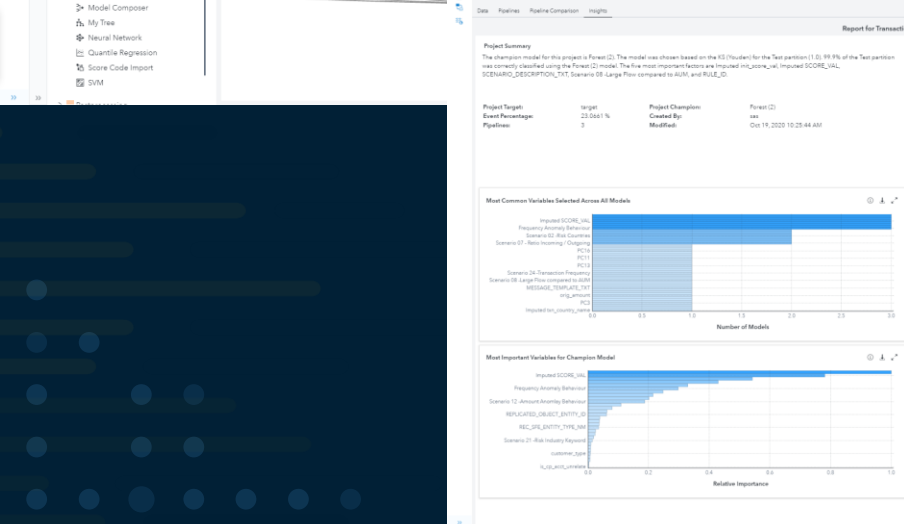 Model Composer
My Tree
Neural Network
Quantile Regression
Score Code Import
SVM
Data Pipelines Pipeline Comparison Insights
Report for Transacti
Project Summary
The champion model for this project is Forest (2). The model was chosen based on the KS (Youden) for the Test partition (1.0). 99.9% of the Test partition
was correctly classified using the Forest (2) model. The five most important factors are Imputed init_score_val, Imputed SCORE_VAL,
SCENARIO_DESCRIPTION_TXT, Scenario 08 -Large Flow compared to AUM, and RULE_ID.
Project Target: target Project Champion: Forest (2)
Event Percentage: 23.0661 % Created By: sas
Pipelines: 3 Modified: Oct 19, 2020 10:25:44 AM
Most Common Variables Selected Across All Models
Imputed SCORE_VAL
Frequency Anomaly Behaviour
Scenario 02 -Risk Countries
Scenario 07 - Ratio Incoming / Outgoing
PC16
PC11
PC13
Scenario 24 -Transaction Frequency
Scenario 08 -Large Flow compared to AUM
MESSAGE_TEMPLATE_TXT
orig_amount
PC3
Imputed txn_country_name
0.0 0.5 1.0 1.5 2.0 2.5 3.0
Number of Models
Most Important Variables for Champion Model
Imputed SCORE_VAL
Frequency Anomaly Behaviour
Scenario 12 -Amount Anomlay Behaviour
REPLICATED_OBJECT_ENTITY_ID
REC_SFE_ENTITY_TYPE_NM
Scenario 21 -Risk Industry Keyword
customer_type
0.0 0.2 0.4 0.6 0.8 1.0
Relative Importance